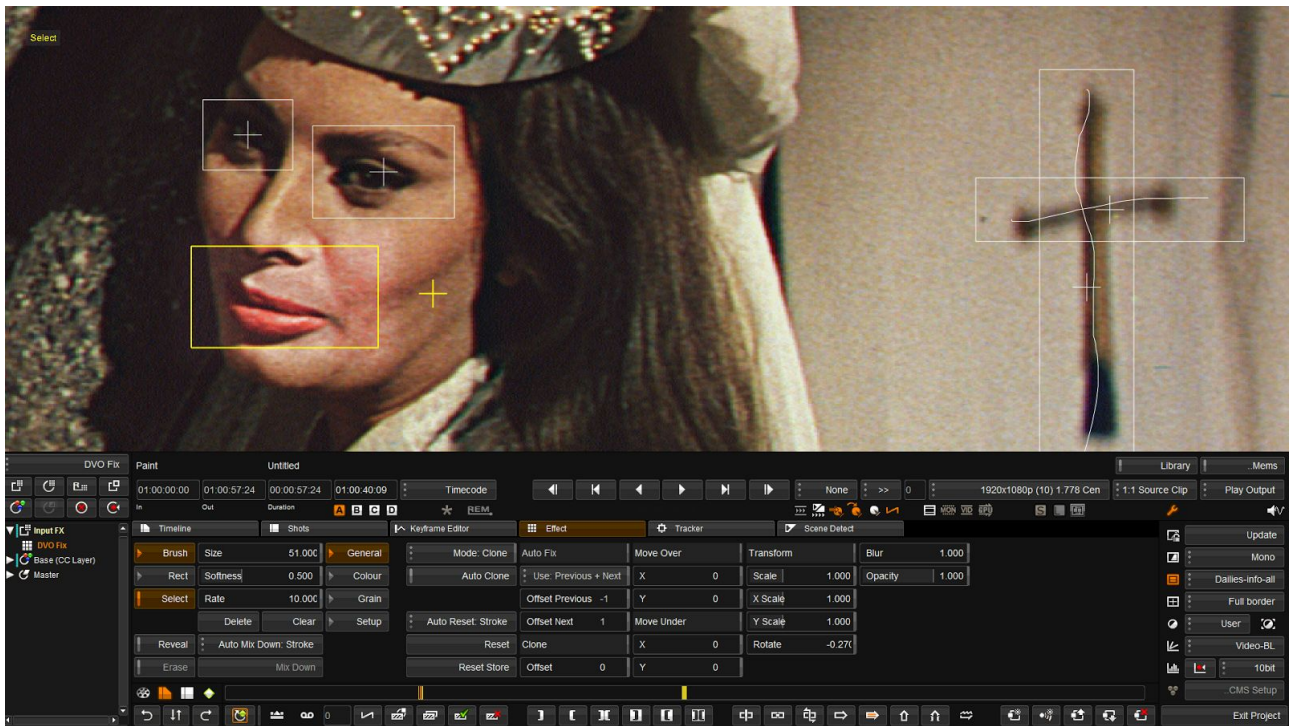 Select
DVO Fix Paint Untitled Library ..Mems
01:00:00:00 01:00:57:24 00:00:57:24 01:00:40:09 Timecode None >> 0 1920x1080p (10) 1.778 Cen 1:1 Source Clip Play Output
In Out Duration A B C D REM MON VID S
Input FX Timeline Shots Keyframe Editor Effect Tracker Scene Detect Update
DVO Fix
Base (CC Layer)
Master
Brush Size 51.000 General Mode: Clone Auto Fix Move Over Transform Blur 1.000 Mono
Rect Softness 0.500 Colour Auto Clone Use: Previous + Next X 0 Scale 1.000 Opacity 1.000 Dailies-info-all
Select Rate 10.000 Grain Offset Previous -1 Y 0 X Scale 1.000 Full border
Delete Clear Setup Auto Reset: Stroke Offset Next 1 Move Under Y Scale 1.000 User
Reveal Auto Mix Down: Stroke Reset Clone X 0 Rotate -0.270 Video-BL
Erase Mix Down Reset Store Offset 0 Y 0 10bit
..CMS Setup
0 Exit Project